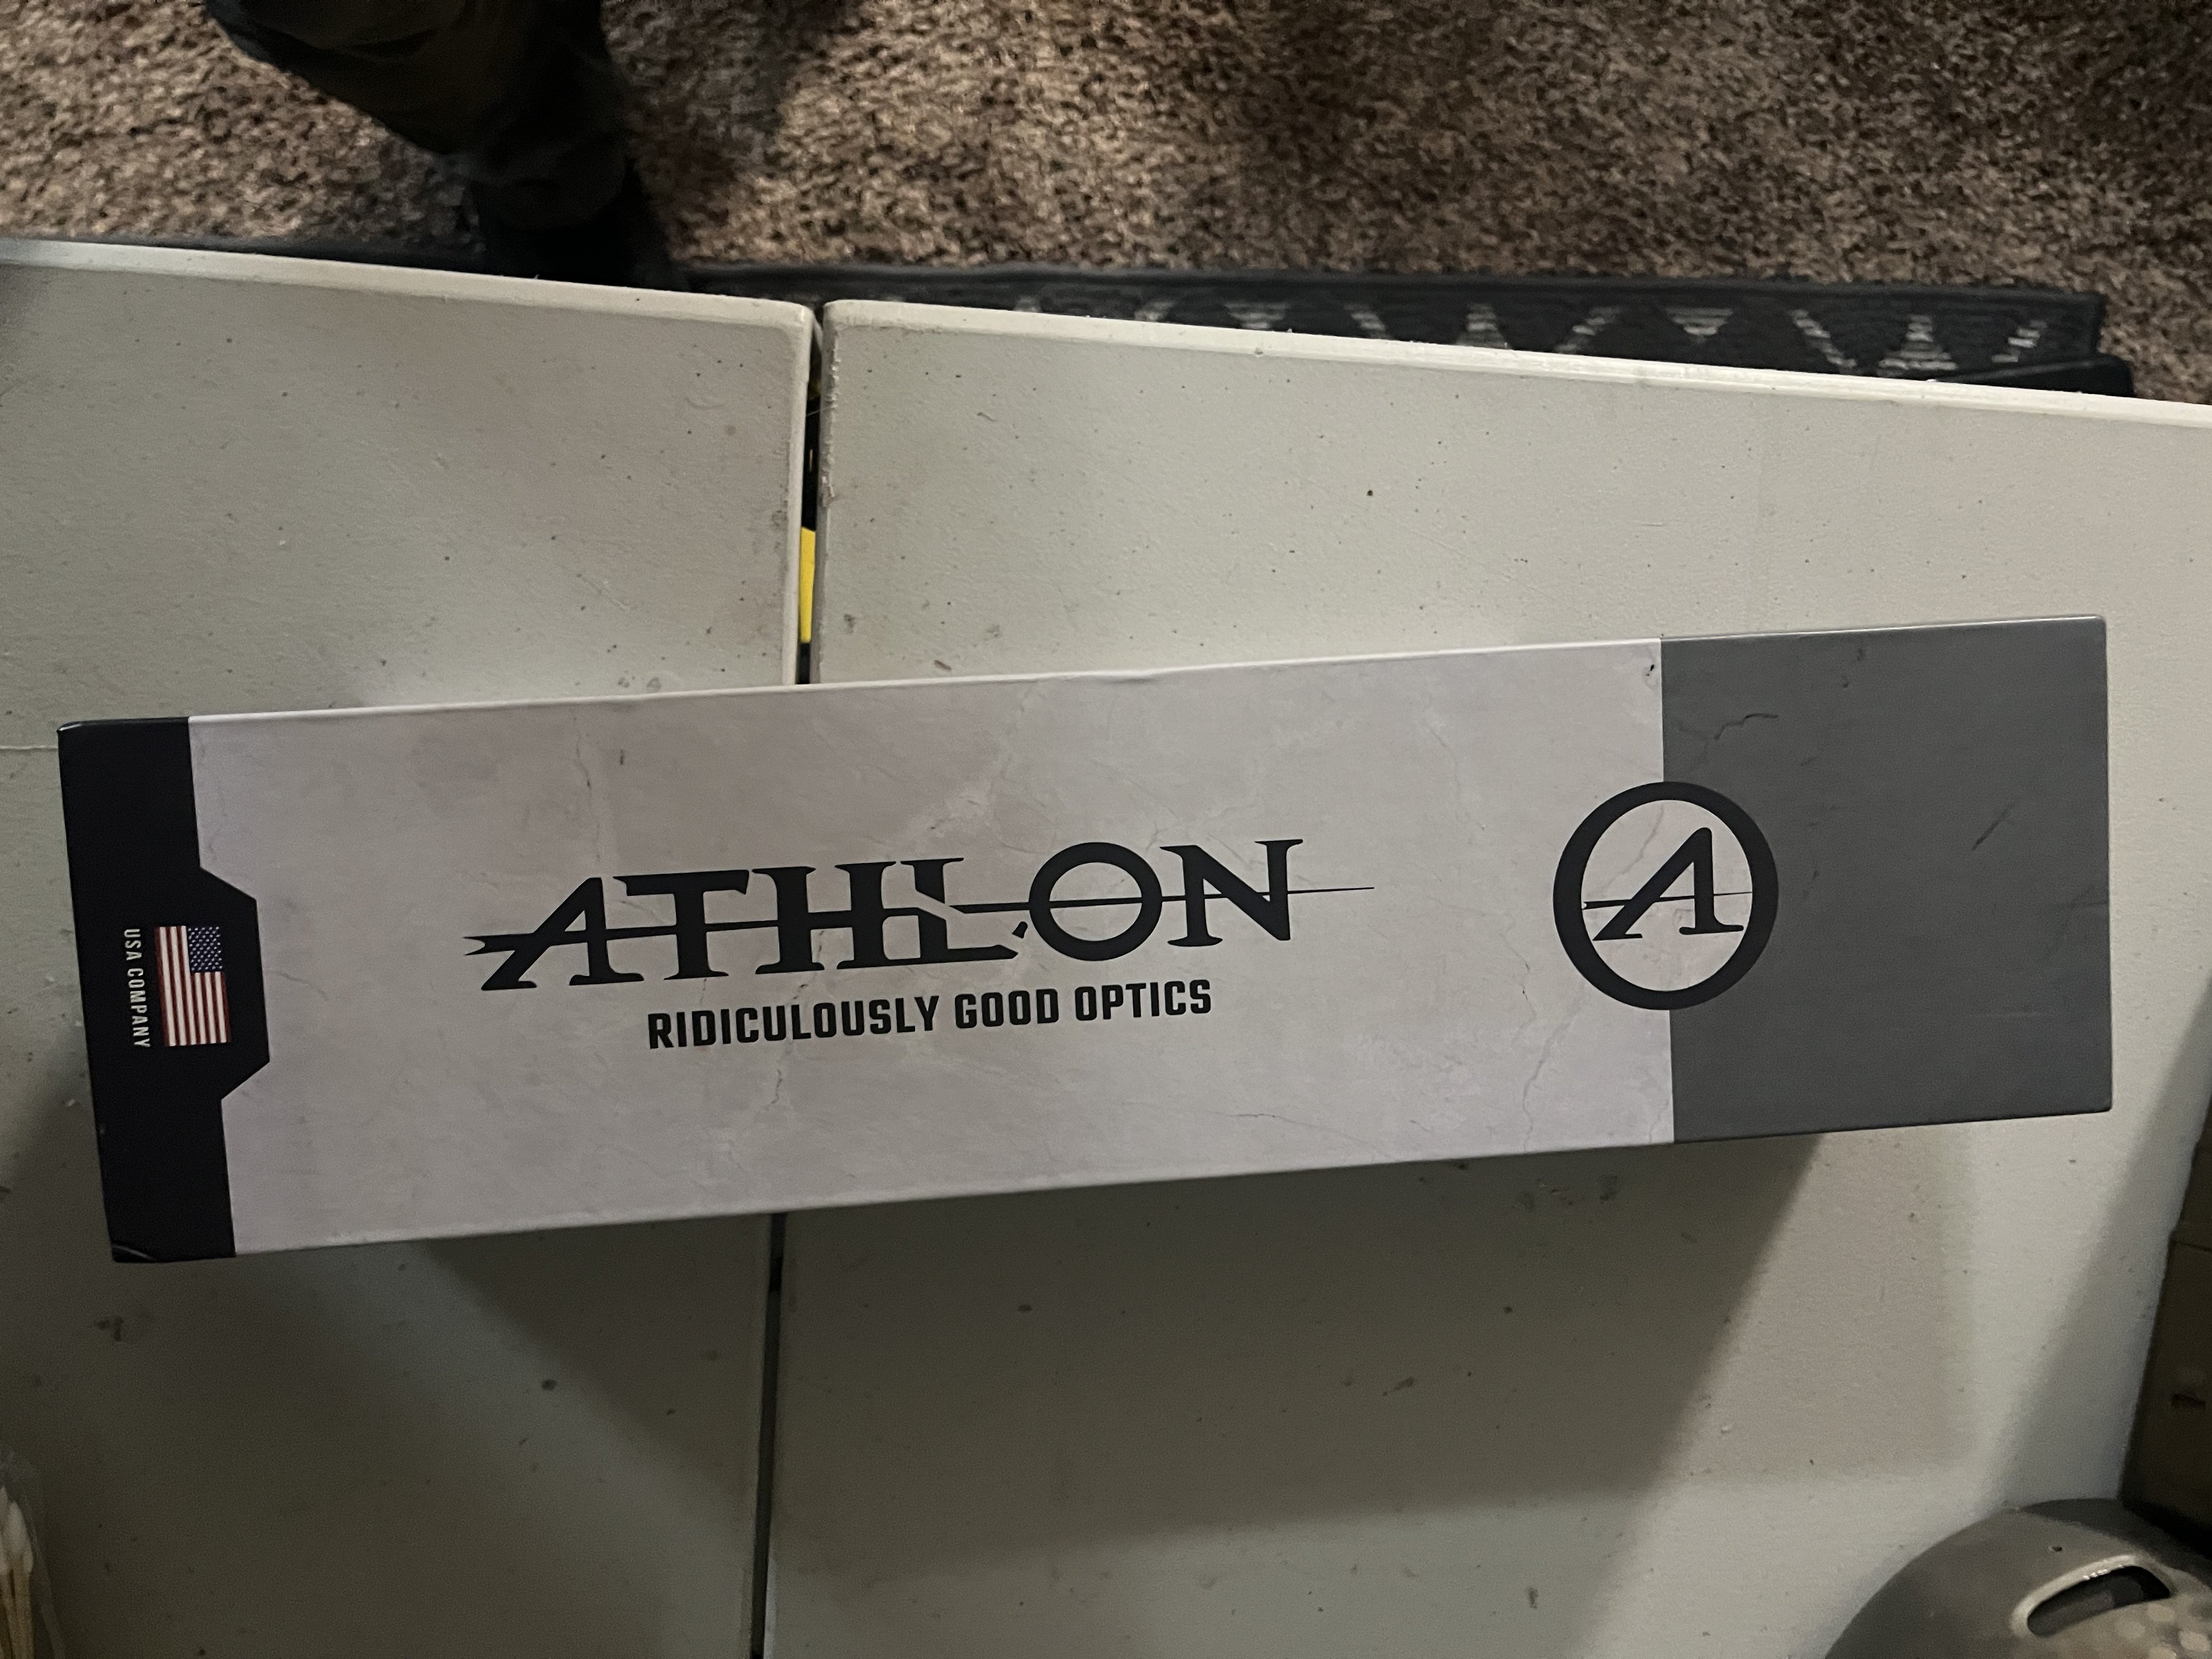 USA COMPANY
ATHLON
RIDICULOUSLY GOOD OPTICS
A